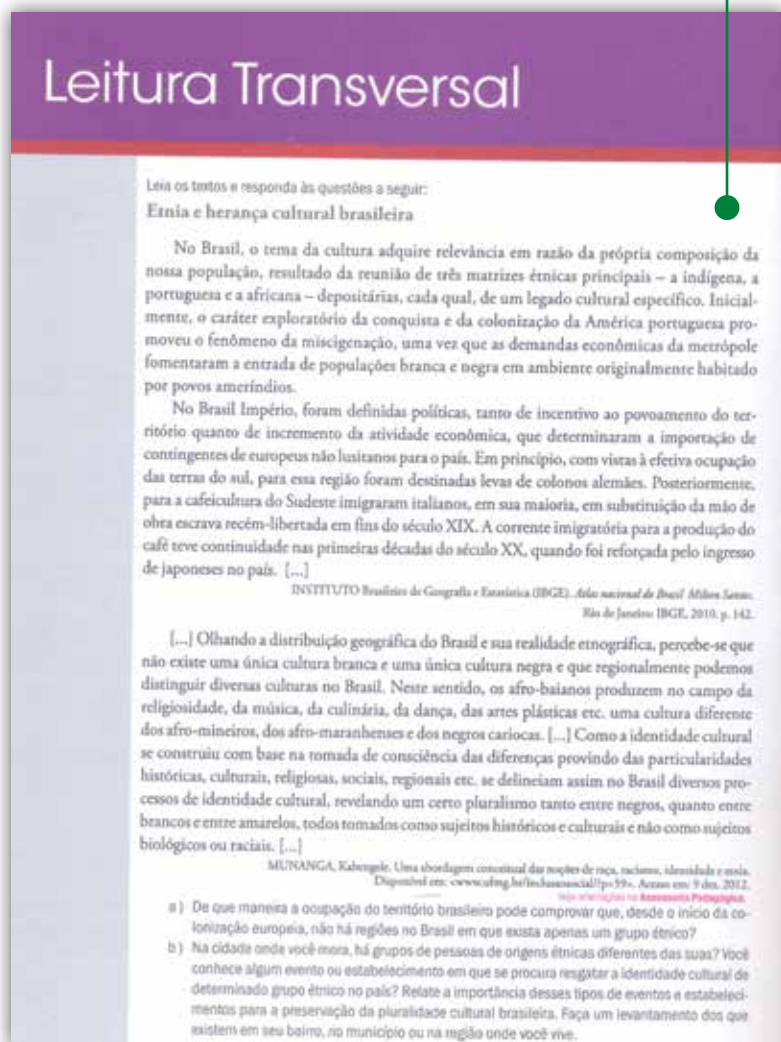 Leitura Transversal
Leia os textos e responda às questões a seguir:
Etnia e herança cultural brasileira
No Brasil, o tema da cultura adquire relevância em razão da própria composição da
nossa população, resultado da reunião de três matrizes étnicas principais – a indígena, a
portuguesa e a africana – depositárias, cada qual, de um legado cultural específico. Inicial-
mente, o caráter exploratório da conquista e da colonização da América portuguesa pro-
moveu o fenômeno da miscigenação, uma vez que as demandas econômicas da metrópole
fomentaram a entrada de populações branca e negra em ambiente originalmente habitado
por povos ameríndios.
No Brasil Império, foram definidas políticas, tanto de incentivo ao povoamento do ter-
ritório quanto de incremento da atividade econômica, que determinaram a importação de
contingentes de europeus não lusitanos para o país. Em princípio, com vistas à efetiva ocupação
das terras do sul, para essa região foram destinadas levas de colonos alemães. Posteriormente,
para a cafeicultura do Sudeste imigraram italianos, em sua maioria, em substituição da mão de
obra escrava recém-libertada em fins do século XIX. A corrente imigratória para a produção do
café teve continuidade nas primeiras décadas do século XX, quando foi reforçada pelo ingresso
de japoneses no país. [...]
INSTITUTO Brasileiro de Geografia e Estatística (IBGE). Atlas nacional do Brasil Milton Santos.
Rio de Janeiro: IBGE, 2010, p. 142.
[...] Olhando a distribuição geográfica do Brasil e sua realidade etnográfica, percebe-se que
não existe uma única cultura branca e uma única cultura negra e que regionalmente podemos
distinguir diversas culturas no Brasil. Neste sentido, os afro-baianos produzem no campo da
religiosidade, da música, da culinária, da dança, das artes plásticas etc. uma cultura diferente
dos afro-mineiros, dos afro-maranhenses e dos negros cariocas. [...] Como a identidade cultural
se construiu com base na tomada de consciência das diferenças provindo das particularidades
históricas, culturais, religiosas, sociais, regionais etc. se delineiam assim no Brasil diversos pro-
cessos de identidade cultural, revelando um certo pluralismo tanto entre negros, quanto entre
brancos e entre amarelos, todos tomados como sujeitos históricos e culturais e não como sujeitos
biológicos ou raciais. [...]
MUNANGA, Kabengele. Uma abordagem conceitual das noções de raça, racismo, identidade e etnia.
Disponível em: <www.ufmg.br/inclusaosocial/?p=59>. Acesso em: 9 dez. 2012.
Veja orientações na Assessoria Pedagógica.
a) De que maneira a ocupação do território brasileiro pode comprovar que, desde o início da co-
lonização europeia, não há regiões no Brasil em que exista apenas um grupo étnico?
b) Na cidade onde você mora, há grupos de pessoas de origens étnicas diferentes das suas? Você
conhece algum evento ou estabelecimento em que se procura resgatar a identidade cultural de
determinado grupo étnico no país? Relate a importância desses tipos de eventos e estabeleci-
mentos para a preservação da pluralidade cultural brasileira. Faça um levantamento dos que
existem em seu bairro, no município ou na região onde você vive.